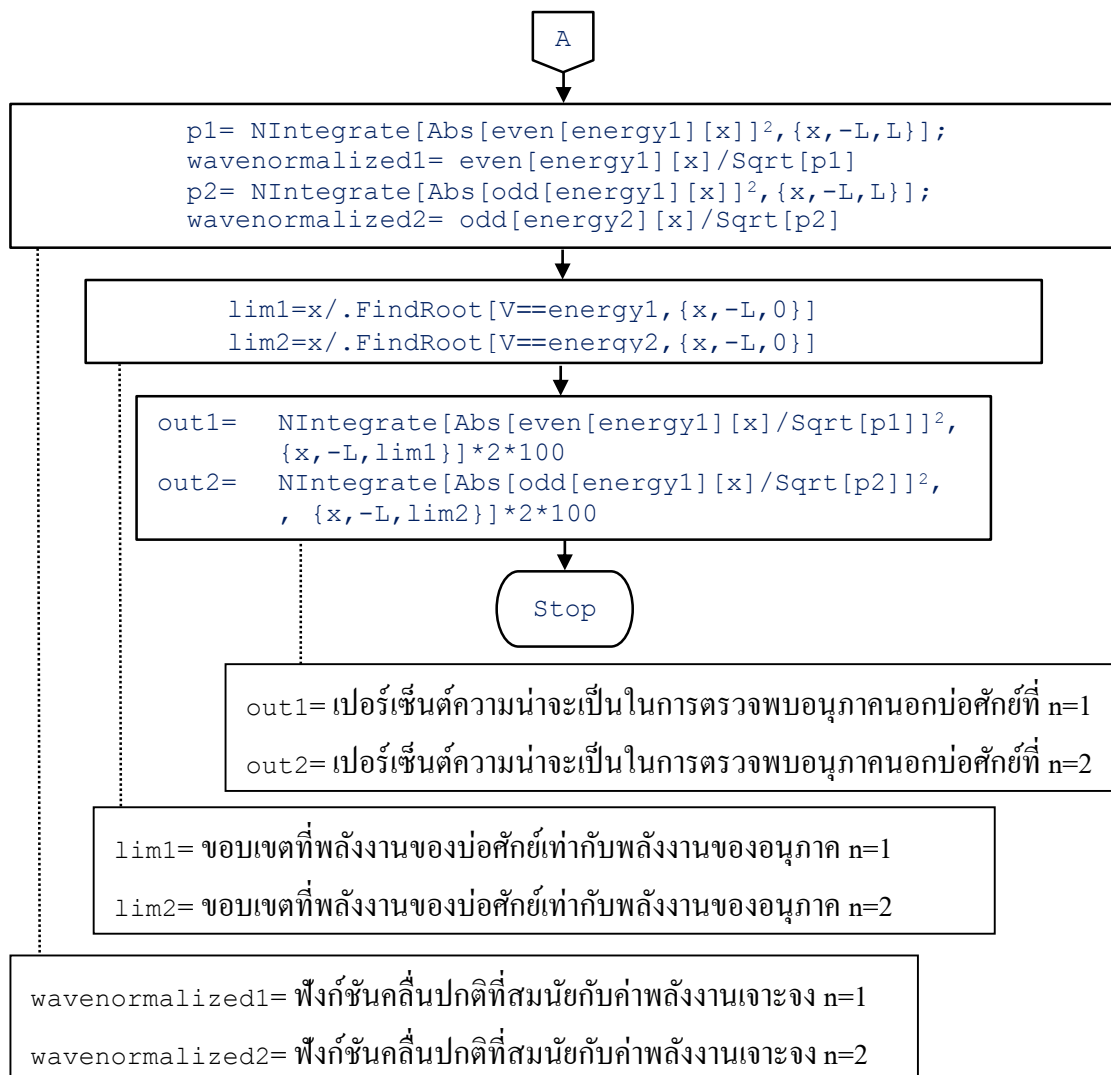 A
p1= NIntegrate[Abs[even[energy1][x]]²,{x,-L,L}];
wavenormalized1= even[energy1][x]/Sqrt[p1]
p2= NIntegrate[Abs[odd[energy1][x]]²,{x,-L,L}];
wavenormalized2= odd[energy2][x]/Sqrt[p2]
lim1=x/.FindRoot[V==energy1,{x,-L,0}]
lim2=x/.FindRoot[V==energy2,{x,-L,0}]
out1= NIntegrate[Abs[even[energy1][x]/Sqrt[p1]]²,
{x,-L,lim1}]*2*100
out2= NIntegrate[Abs[odd[energy1][x]/Sqrt[p2]]²,
, {x,-L,lim2}]*2*100
Stop
out1= เปอร์เซ็นต์ความน่าจะเป็นในการตรวจพบอนุภาคนอกบ่อศักย์ที่ n=1
out2= เปอร์เซ็นต์ความน่าจะเป็นในการตรวจพบอนุภาคนอกบ่อศักย์ที่ n=2
lim1= ขอบเขตที่พลังงานของบ่อศักย์เท่ากับพลังงานของอนุภาค n=1
lim2= ขอบเขตที่พลังงานของบ่อศักย์เท่ากับพลังงานของอนุภาค n=2
wavenormalized1= ฟังก์ชันคลื่นปกติที่สมนัยกับค่าพลังงานเจาะจง n=1
wavenormalized2= ฟังก์ชันคลื่นปกติที่สมนัยกับค่าพลังงานเจาะจง n=2